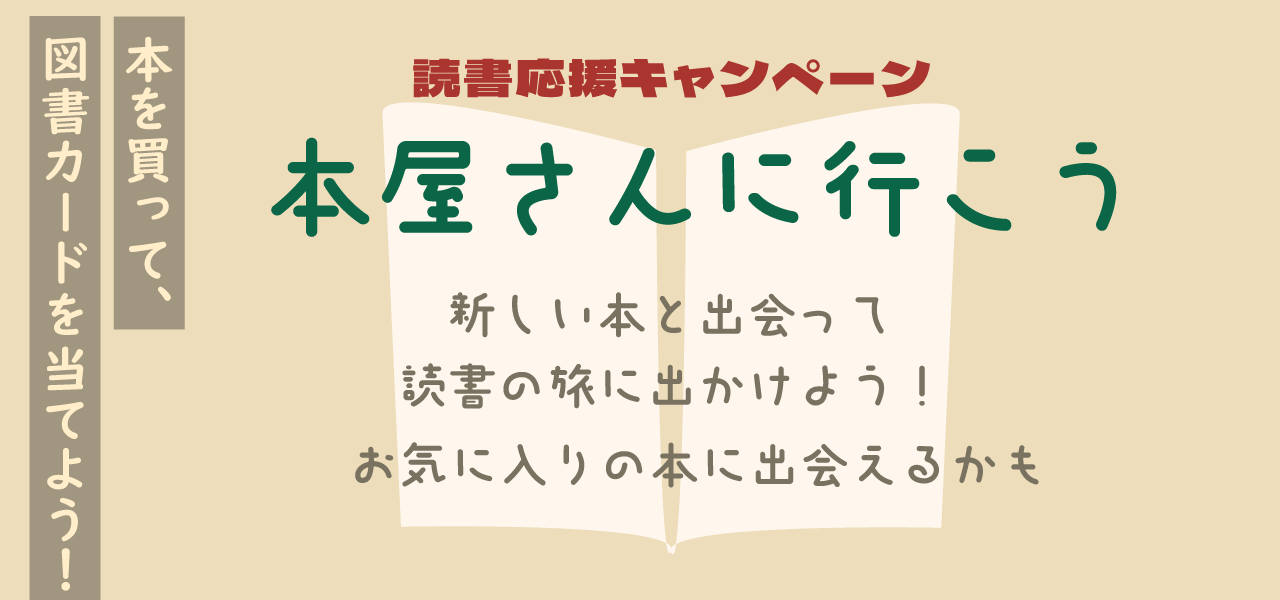 本を買って、
図書カードを当てよう！
読書応援キャンペーン
本屋さんに行こう
新しい本と出会って
読書の旅に出かけよう！
お気に入りの本に出会えるかも